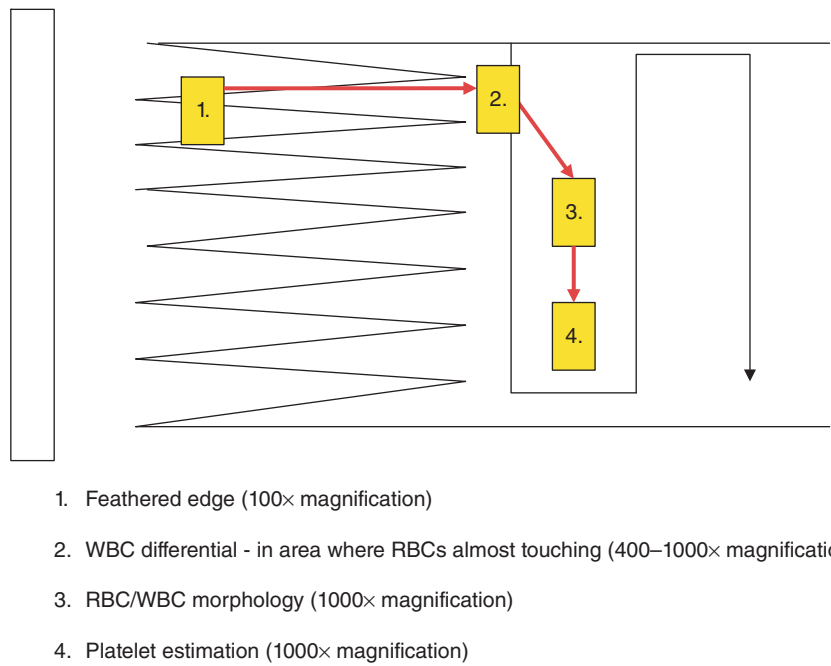 1.
2.
3.
4.
1. Feathered edge (100× magnification)
2. WBC differential - in area where RBCs almost touching (400–1000× magnificatio
3. RBC/WBC morphology (1000× magnification)
4. Platelet estimation (1000× magnification)